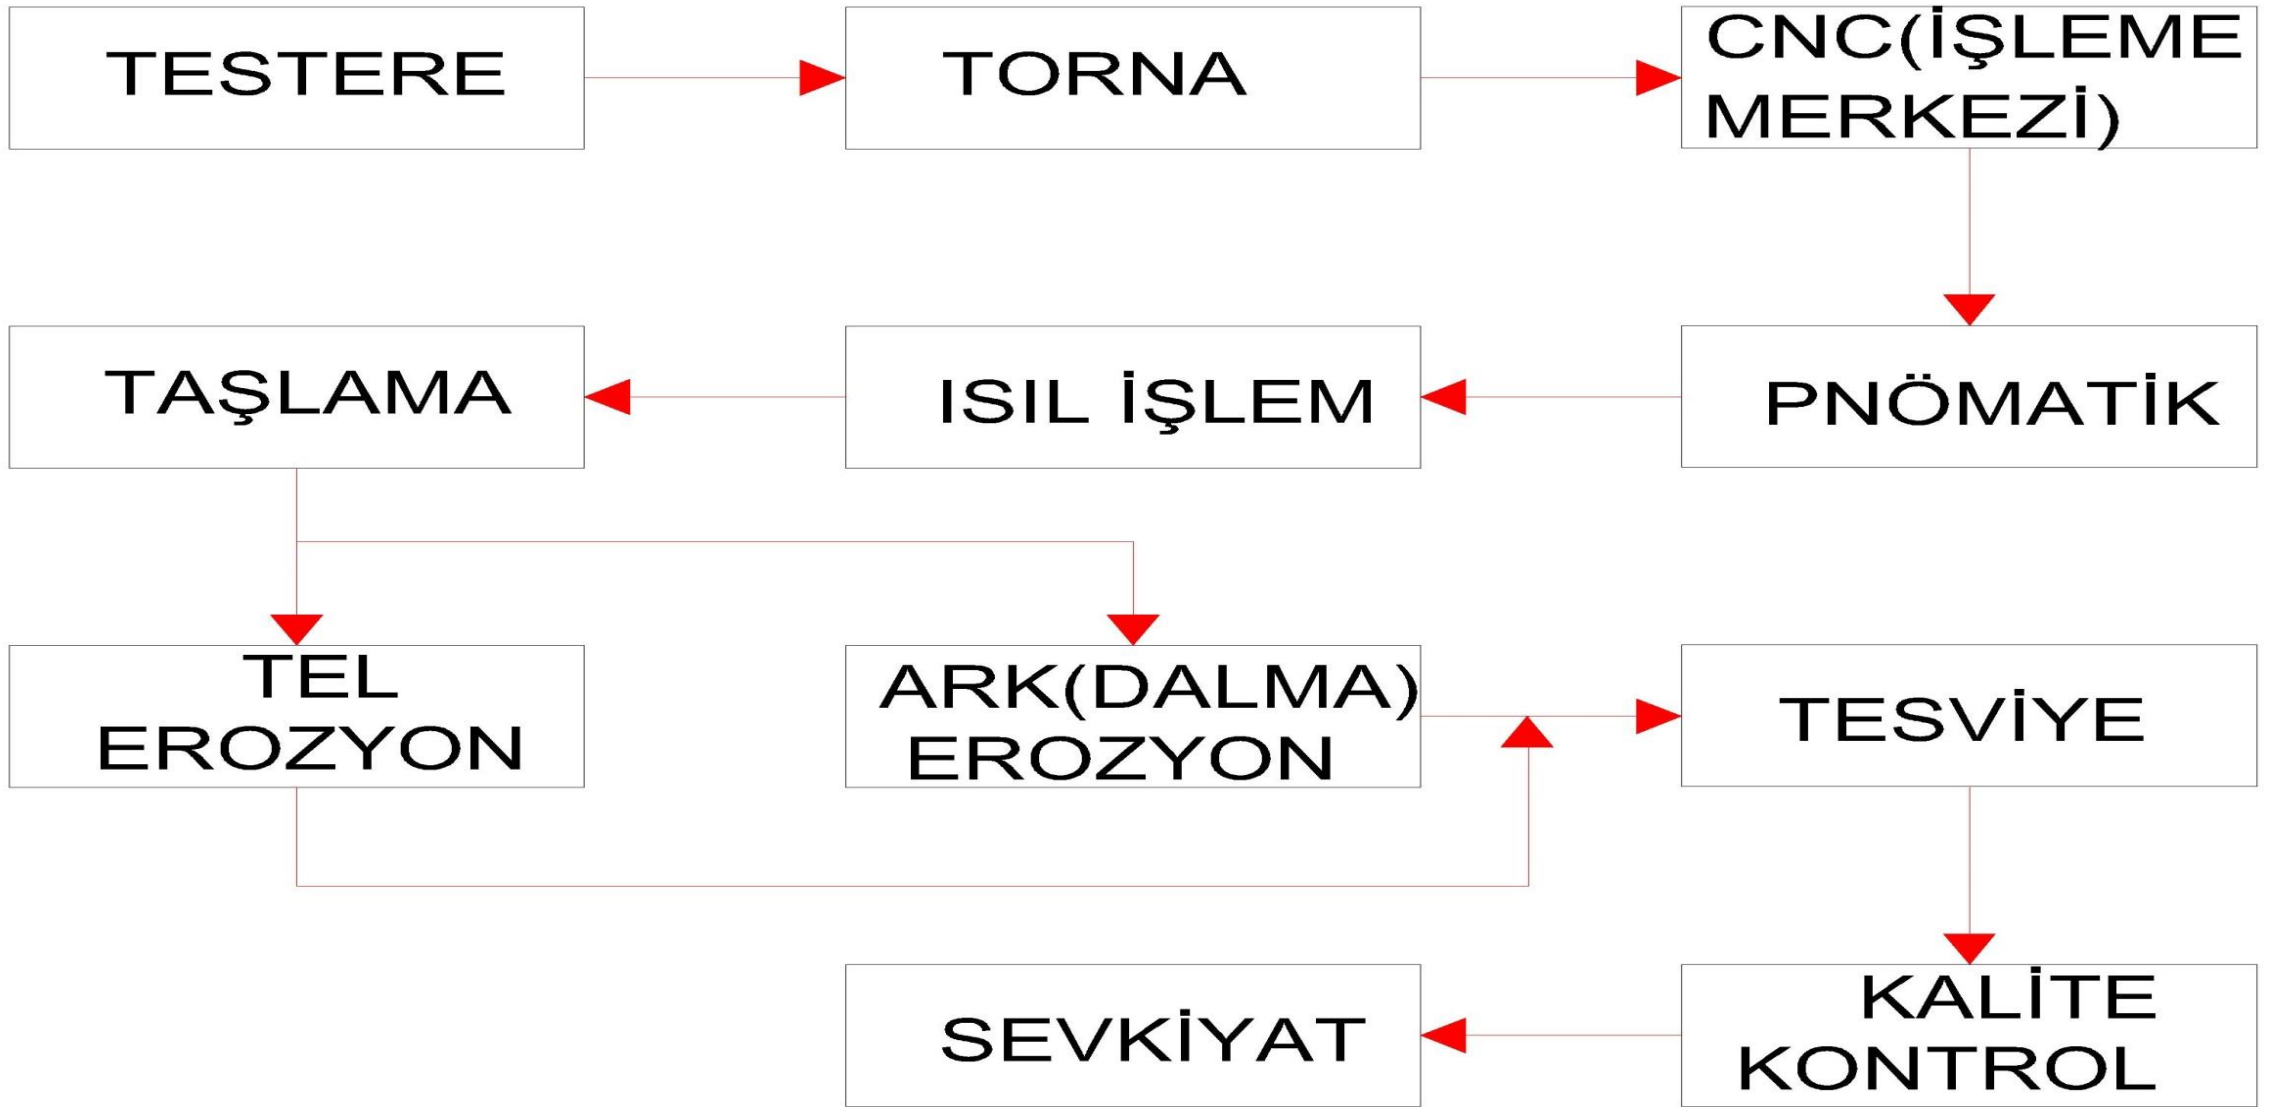 TESTERE
TORNA
CNC(İŞLEME
MERKEZİ)
TAŞLAMA
ISIL İŞLEM
PNÖMATİK
TEL
EROZYON
ARK(DALMA)
EROZYON
TESVİYE
SEVKİYAT
KALİTE
KONTROL